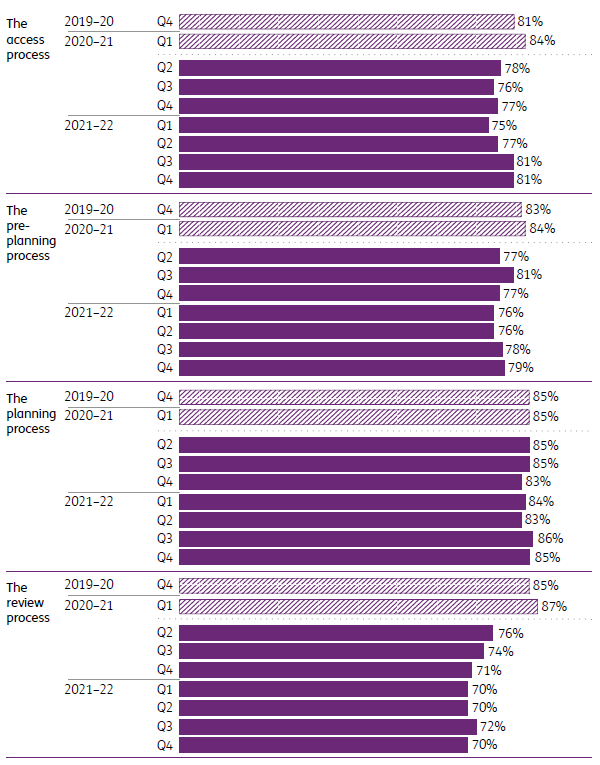 The access process
2019–20 Q4 81%
2020–21 Q1 84%
Q2 78%
Q3 76%
Q4 77%
2021–22 Q1 75%
Q2 77%
Q3 81%
Q4 81%
The pre-planning process
2019–20 Q4 83%
2020–21 Q1 84%
Q2 77%
Q3 81%
Q4 77%
2021–22 Q1 76%
Q2 76%
Q3 78%
Q4 79%
The planning process
2019–20 Q4 85%
2020–21 Q1 85%
Q2 85%
Q3 85%
Q4 83%
2021–22 Q1 84%
Q2 83%
Q3 86%
Q4 85%
The review process
2019–20 Q4 85%
2020–21 Q1 87%
Q2 76%
Q3 74%
Q4 71%
2021–22 Q1 70%
Q2 70%
Q3 72%
Q4 70%